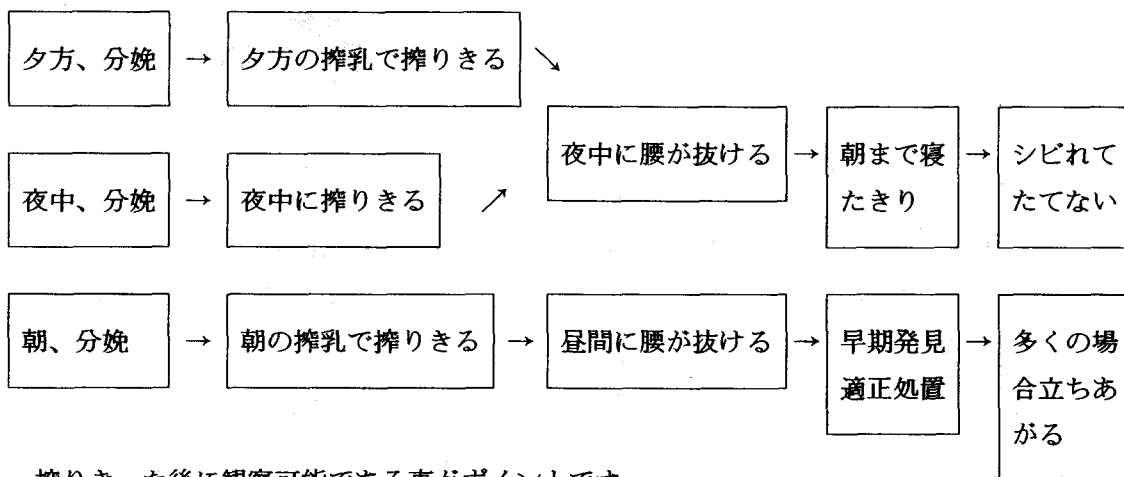 夕方、分娩 → 夕方の搾乳で搾りきる ↘
夜中、分娩 → 夜中に搾りきる ↗
夜中に腰が抜ける → 朝まで寝
たきり → シビれて
たてない
朝、分娩 → 朝の搾乳で搾りきる → 昼間に腰が抜ける → 早期発見
適正処置 → 多くの場
合立ちあ
がる